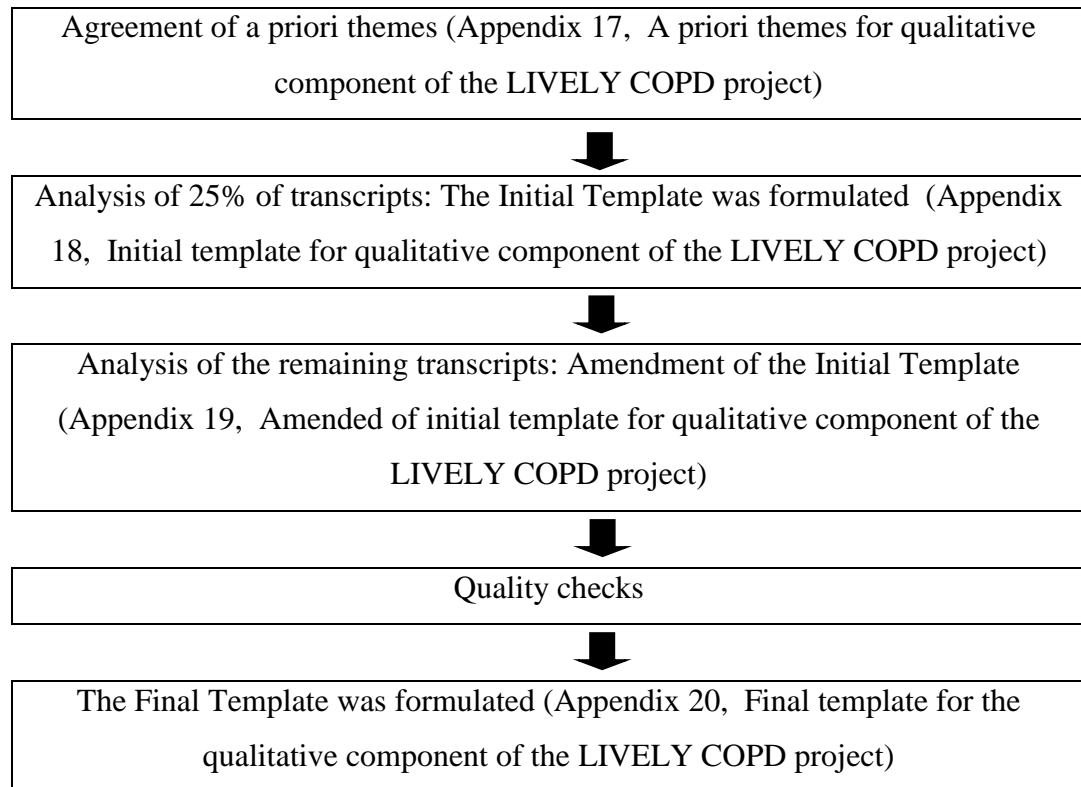 Agreement of a priori themes (Appendix 17, A priori themes for qualitative
component of the LIVELY COPD project)
Analysis of 25% of transcripts: The Initial Template was formulated (Appendix
18, Initial template for qualitative component of the LIVELY COPD project)
Analysis of the remaining transcripts: Amendment of the Initial Template
(Appendix 19, Amended of initial template for qualitative component of the
LIVELY COPD project)
Quality checks
The Final Template was formulated (Appendix 20, Final template for the
qualitative component of the LIVELY COPD project)